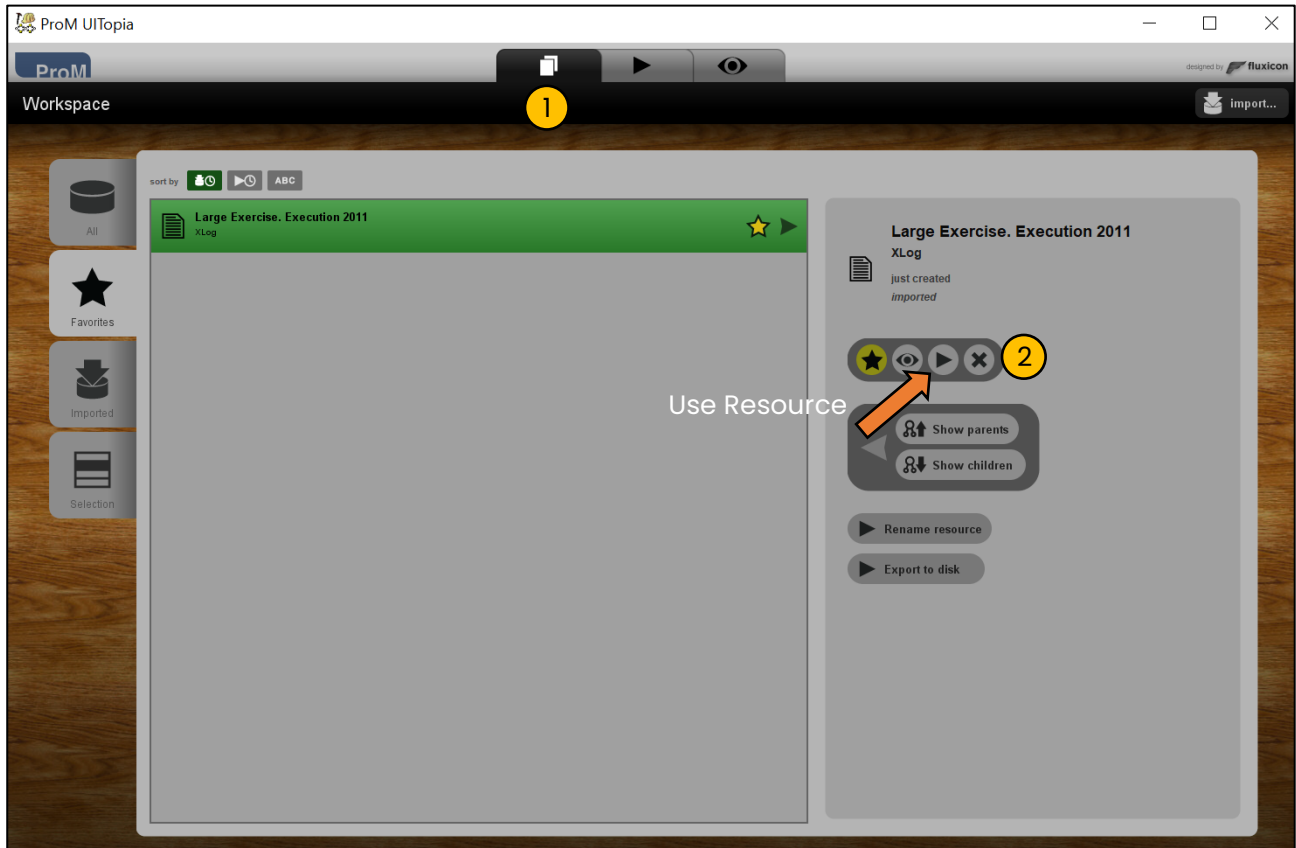 ProM UITopia
ProM
designed by fluxicon
1
Workspace
import...
sort by ABC
All
Large Exercise. Execution 2011
XLog
Large Exercise. Execution 2011
XLog
just created
imported
Favorites
2
Use Resource
Imported
Show parents
Show children
Selection
Rename resource
Export to disk